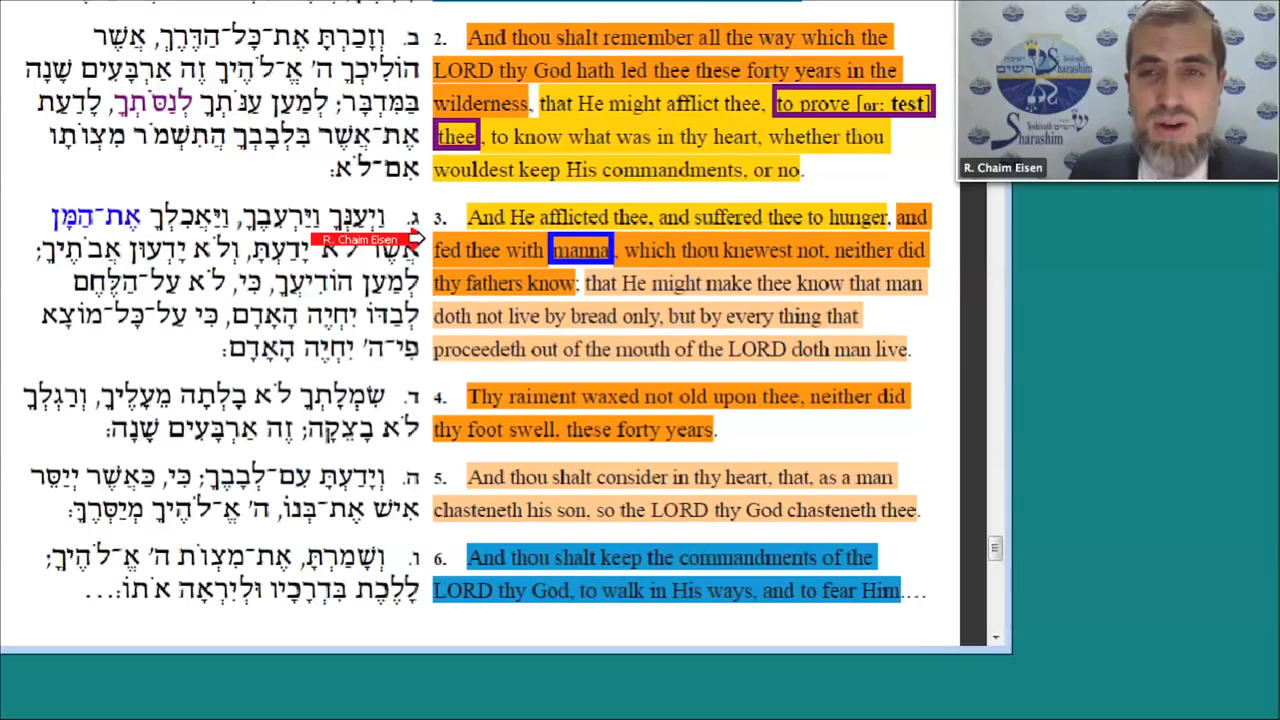 ב. וְזָכַרְתָּ אֶת־כָּל־הַדֶּרֶךְ, אֲשֶׁר
הוֹלִיכְךָ ה' אֱ־לֹהֶיךָ זֶה אַרְבָּעִים שָׁנָה
בַּמִּדְבָּר; לְמַעַן עַנֹּתְךָ לְנַסֹּתְךָ, לָדַעַת
אֶת־אֲשֶׁר בִּלְבָבְךָ הֲתִשְׁמֹר מִצְוֹתָו
אִם־לֹא:
2. And thou shalt remember all the way which the
LORD thy God hath led thee these forty years in the
wilderness, that He might afflict thee, to prove [or: test]
thee, to know what was in thy heart, whether thou
wouldest keep His commandments, or no.
ג. וַיְעַנְּךָ וַיַּרְעִבֶךָ, וַיַּאֲכִלְךָ אֶת־הַמָּן
אֲשֶׁר לֹא יָדַעְתָּ, וְלֹא יָדְעוּן אֲבֹתֶיךָ;
לְמַעַן הוֹדִיעֲךָ, כִּי, לֹא עַל־הַלֶּחֶם
לְבַדּוֹ יִחְיֶה הָאָדָם, כִּי עַל־כָּל־מוֹצָא
פִי־ה' יִחְיֶה הָאָדָם:
3. And He afflicted thee, and suffered thee to hunger, and
fed thee with manna, which thou knewest not, neither did
thy fathers know; that He might make thee know that man
doth not live by bread only, but by every thing that
proceedeth out of the mouth of the LORD doth man live.
ד. שִׂמְלָתְךָ לֹא בָלְתָה מֵעָלֶיךָ, וְרַגְלְךָ
לֹא בָצֵקָה; זֶה אַרְבָּעִים שָׁנָה:
4. Thy raiment waxed not old upon thee, neither did
thy foot swell, these forty years.
ה. וְיָדַעְתָּ עִם־לְבָבֶךָ; כִּי, כַּאֲשֶׁר יְיַסֵּר
אִישׁ אֶת־בְּנוֹ, ה' אֱ־לֹהֶיךָ מְיַסְּרֶךָּ:
5. And thou shalt consider in thy heart, that, as a man
chasteneth his son, so the LORD thy God chasteneth thee.
ו. וְשָׁמַרְתָּ, אֶת־מִצְוֹת ה' אֱ־לֹהֶיךָ;
לָלֶכֶת בִּדְרָכָיו וּלְיִרְאָה אֹתוֹ:...
6. And thou shalt keep the commandments of the
LORD thy God, to walk in His ways, and to fear Him....
R. Chaim Eisen
ישיבת
שרשים
Sharashim
Yeshivath
שרשים
Sharashim
R. Chaim Eisen